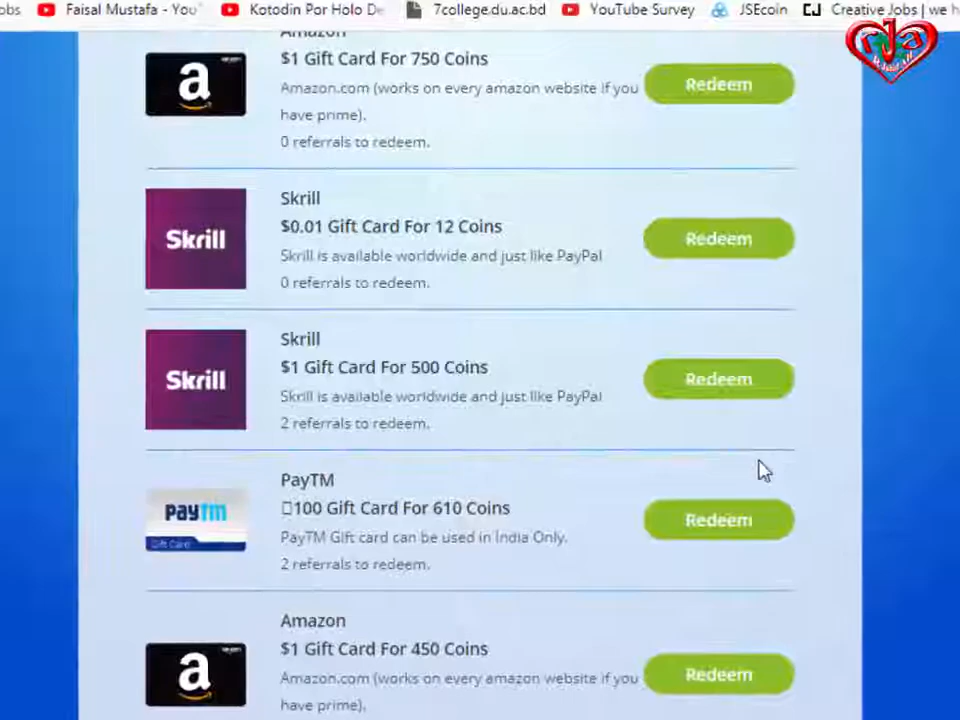 obs Faisal Mustafa - You Kotodin Por Holo De 7college.du.ac.bd YouTube Survey JSEcoin Creative Jobs | we h
rja
Amazon
$1 Gift Card For 750 Coins
Amazon.com (works on every amazon website if you
have prime).
0 referrals to redeem.
Redeem
Skrill
Skrill
$0.01 Gift Card For 12 Coins
Skrill is available worldwide and just like PayPal
0 referrals to redeem.
Redeem
Skrill
Skrill
$1 Gift Card For 500 Coins
Skrill is available worldwide and just like PayPal
2 referrals to redeem.
Redeem
paytm
Gift Card
PayTM
100 Gift Card For 610 Coins
PayTM Gift card can be used in India Only.
2 referrals to redeem.
Redeem
a
Amazon
$1 Gift Card For 450 Coins
Amazon.com (works on every amazon website if you
have prime).
Redeem